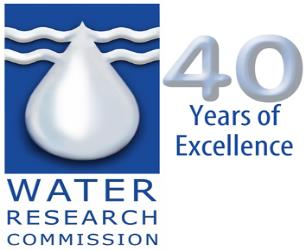 40
Years of
Excellence
WATER
RESEARCH
COMMISSION